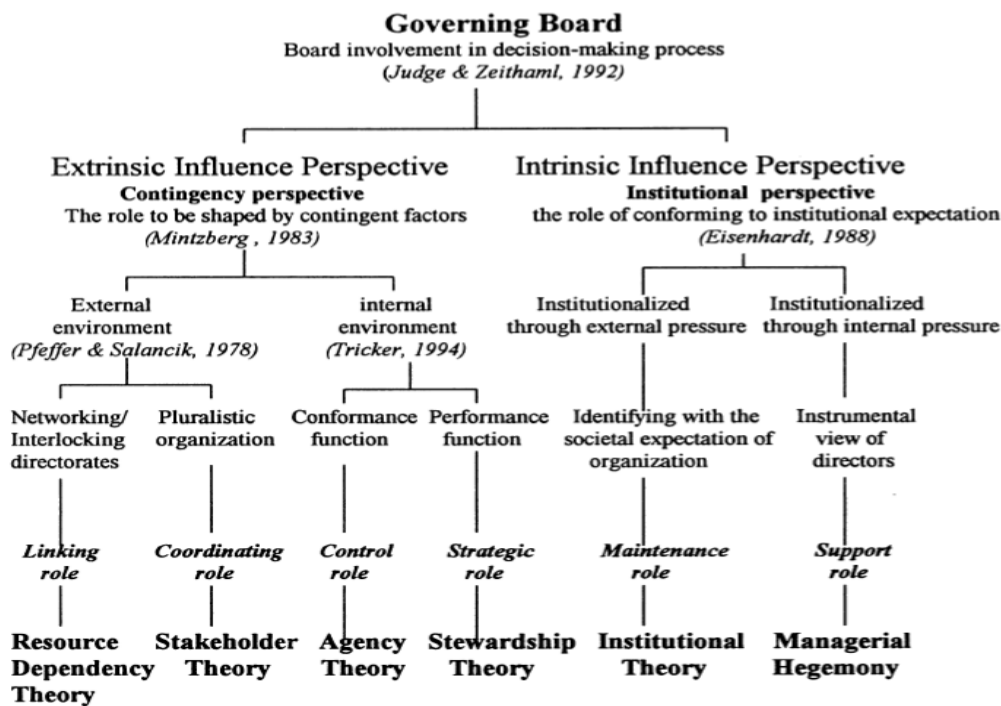 Governing Board
Board involvement in decision-making process
(Judge & Zeithaml, 1992)
Extrinsic Influence Perspective
Contingency perspective
The role to be shaped by contingent factors
(Mintzberg , 1983)
Intrinsic Influence Perspective
Institutional perspective
the role of conforming to institutional expectation
(Eisenhardt, 1988)
External
environment
(Pfeffer & Salancik, 1978)
internal
environment
(Tricker, 1994)
Institutionalized
through external pressure
Institutionalized
through internal pressure
Networking/
Interlocking
directorates
Pluralistic
organization
Conformance
function
Performance
function
Identifying with the
societal expectation of
organization
Instrumental
view of
directors
Linking
role
Coordinating
role
Control
role
Strategic
role
Maintenance
role
Support
role
Resource
Dependency
Theory
Stakeholder
Theory
Agency
Theory
Stewardship
Theory
Institutional
Theory
Managerial
Hegemony